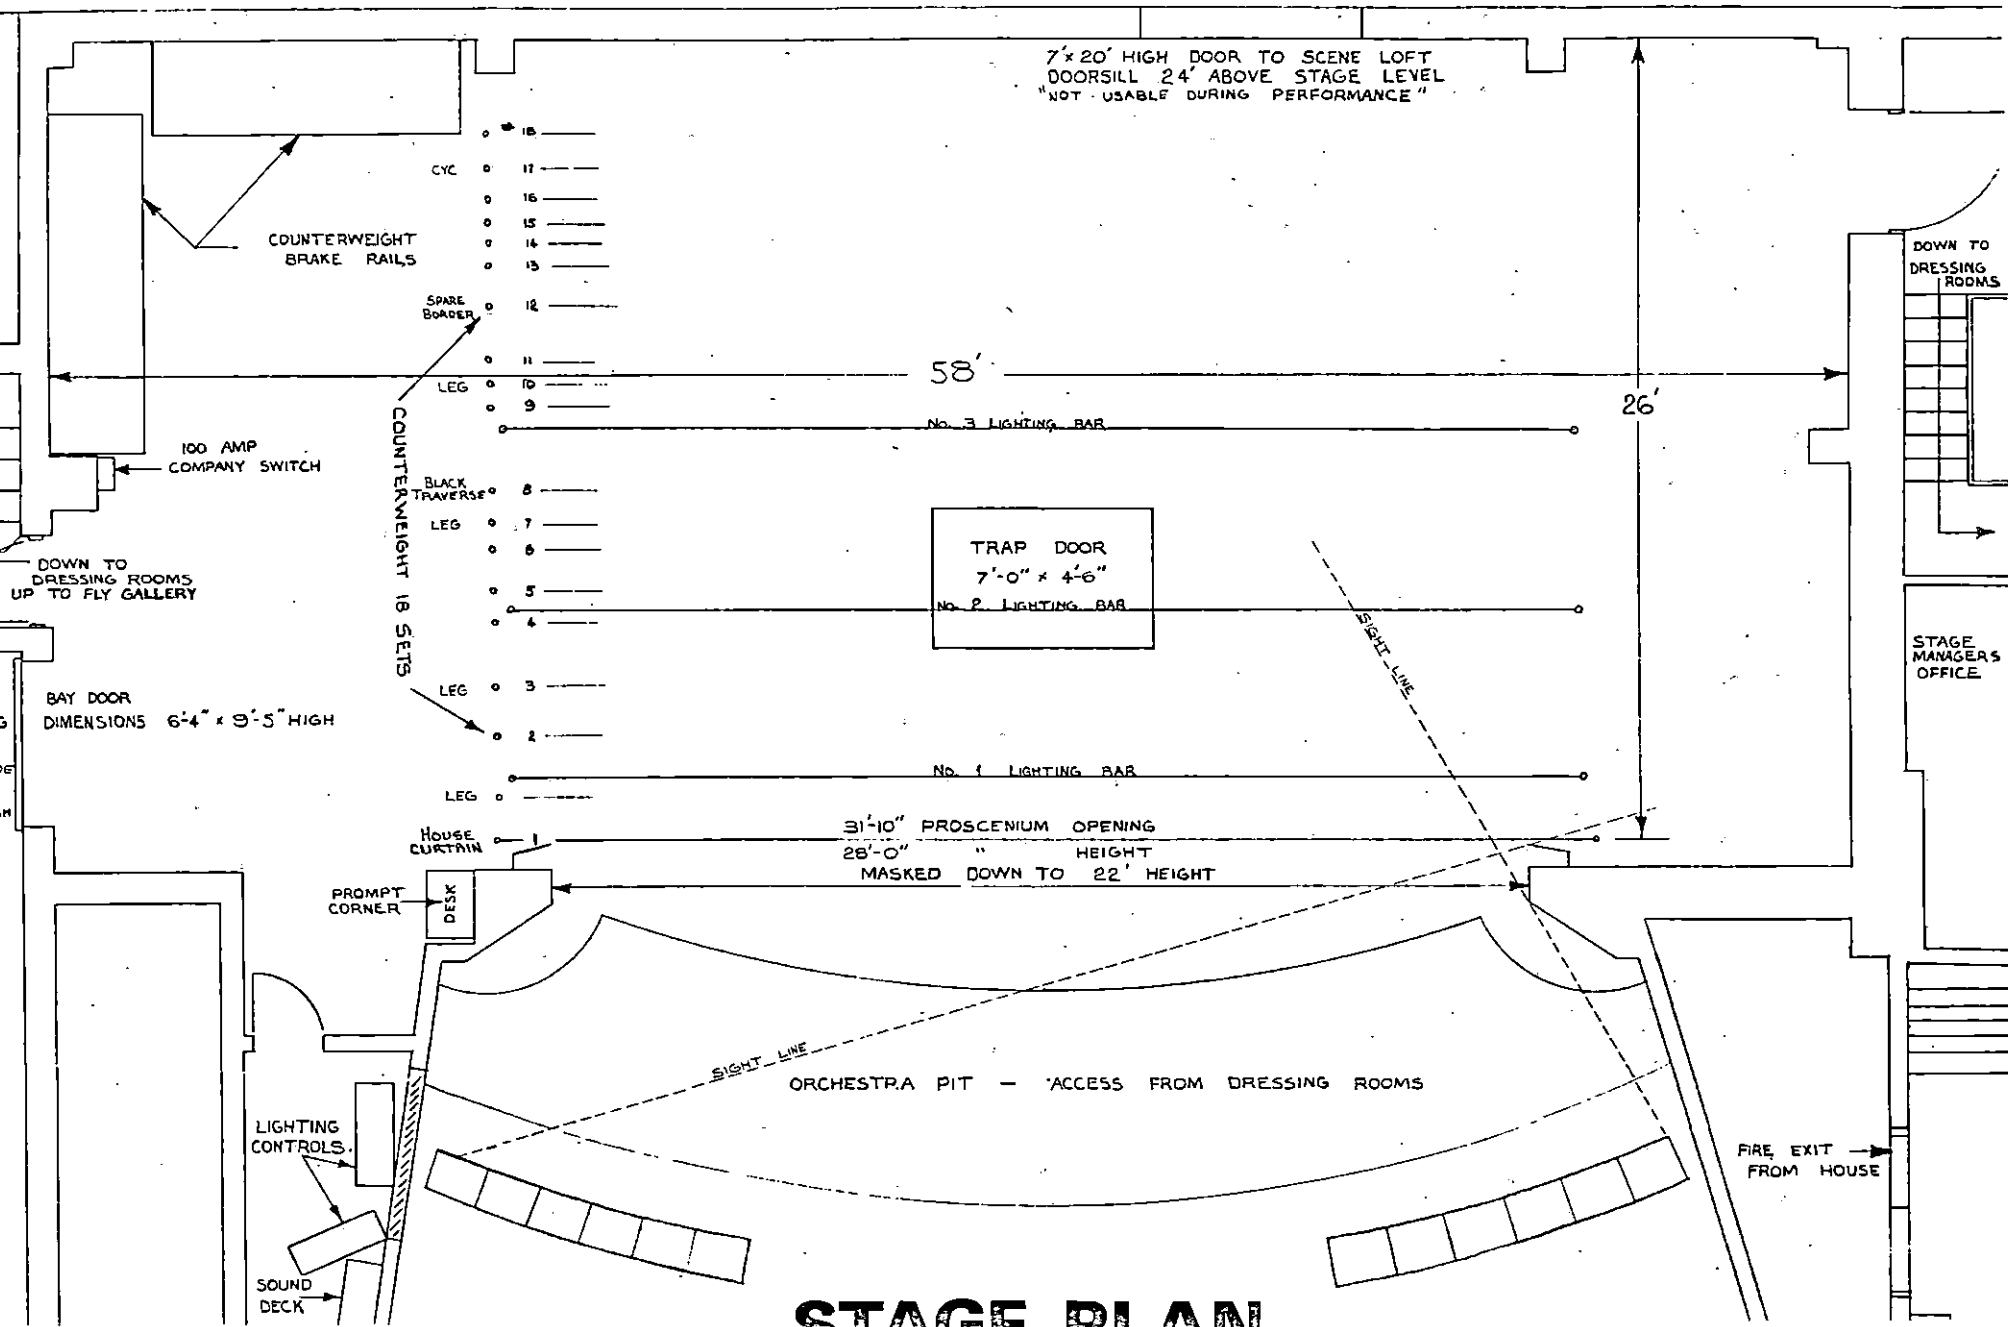 7'x 20' HIGH DOOR TO SCENE LOFT
DOORSILL 24' ABOVE STAGE LEVEL
"NOT USABLE DURING PERFORMANCE"
18
CYC 17
16
15
14
13
COUNTERWEIGHT
BRAKE RAILS
SPARE
BORDER 12
11
LEG 10
9
58'
26'
No. 3 LIGHTING BAR
DOWN TO
DRESSING
ROOMS
100 AMP
COMPANY SWITCH
COUNTERWEIGHT 18 SETS
BLACK
TRAVERSE 8
LEG 7
6
5
4
TRAP DOOR
7'-0" x 4'-6"
No. 2 LIGHTING BAR
SIGHT LINE
DOWN TO
DRESSING ROOMS
UP TO FLY GALLERY
STAGE
MANAGERS
OFFICE
LEG 3
2
BAY DOOR
DIMENSIONS 6'-4" x 9'-5" HIGH
No. 1 LIGHTING BAR
LEG
HOUSE
CURTAIN 1
31'-10" PROSCENIUM OPENING
28'-0" " HEIGHT
MASKED DOWN TO 22' HEIGHT
PROMPT
CORNER
DESK
SIGHT LINE
ORCHESTRA PIT — ACCESS FROM DRESSING ROOMS
LIGHTING
CONTROLS.
FIRE EXIT
FROM HOUSE
SOUND
DECK
STAGE PLAN